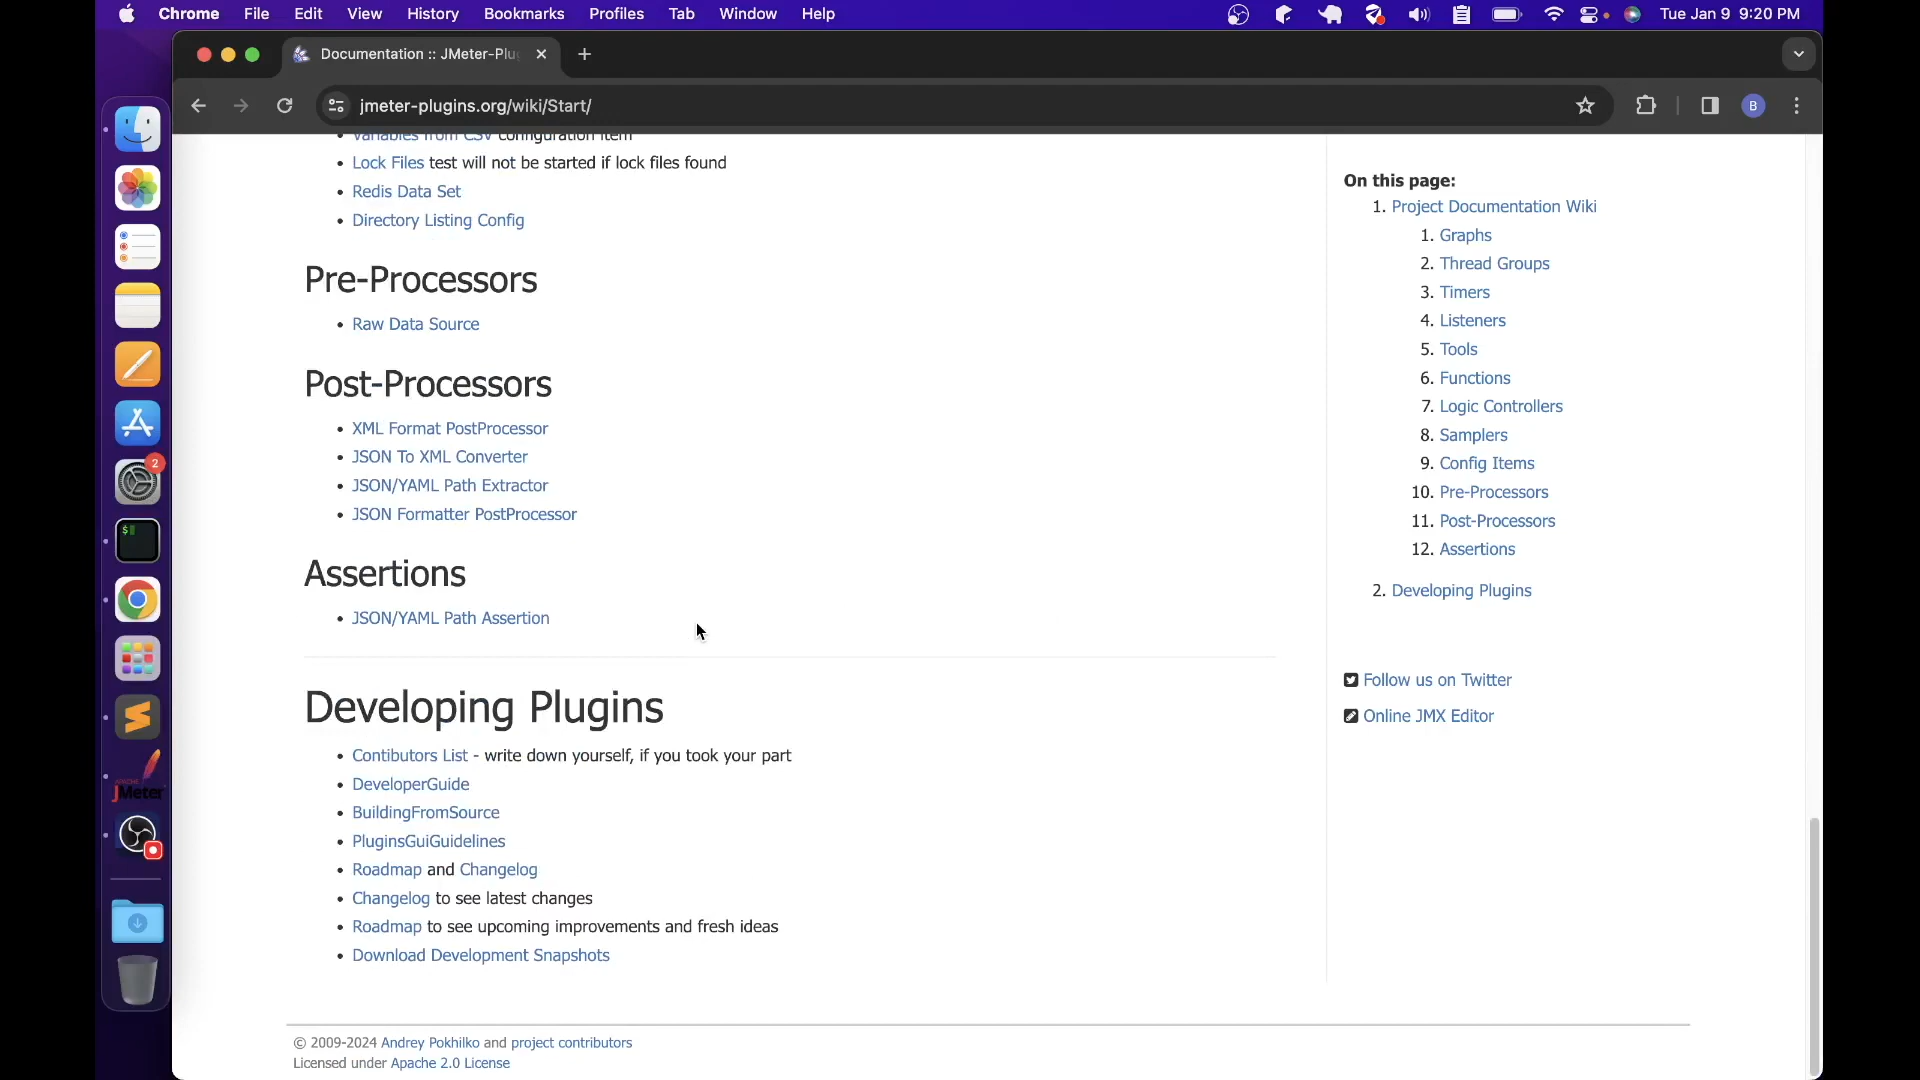 Chrome File Edit View History Bookmarks Profiles Tab Window Help Tue Jan 9 9:20 PM
Documentation :: JMeter-Plu
jmeter-plugins.org/wiki/Start/
B
Variables from CSV configuration item
• Lock Files test will not be started if lock files found
• Redis Data Set
• Directory Listing Config
Pre-Processors
• Raw Data Source
Post-Processors
• XML Format PostProcessor
• JSON To XML Converter
• JSON/YAML Path Extractor
• JSON Formatter PostProcessor
Assertions
• JSON/YAML Path Assertion
Developing Plugins
• Contibutors List - write down yourself, if you took your part
• DeveloperGuide
• BuildingFromSource
• PluginsGuiGuidelines
• Roadmap and Changelog
• Changelog to see latest changes
• Roadmap to see upcoming improvements and fresh ideas
• Download Development Snapshots
© 2009-2024 Andrey Pokhilko and project contributors
Licensed under Apache 2.0 License
On this page:
1. Project Documentation Wiki
1. Graphs
2. Thread Groups
3. Timers
4. Listeners
5. Tools
6. Functions
7. Logic Controllers
8. Samplers
9. Config Items
10. Pre-Processors
11. Post-Processors
12. Assertions
2. Developing Plugins
Follow us on Twitter
Online JMX Editor
2
$
APACHE
JMeter